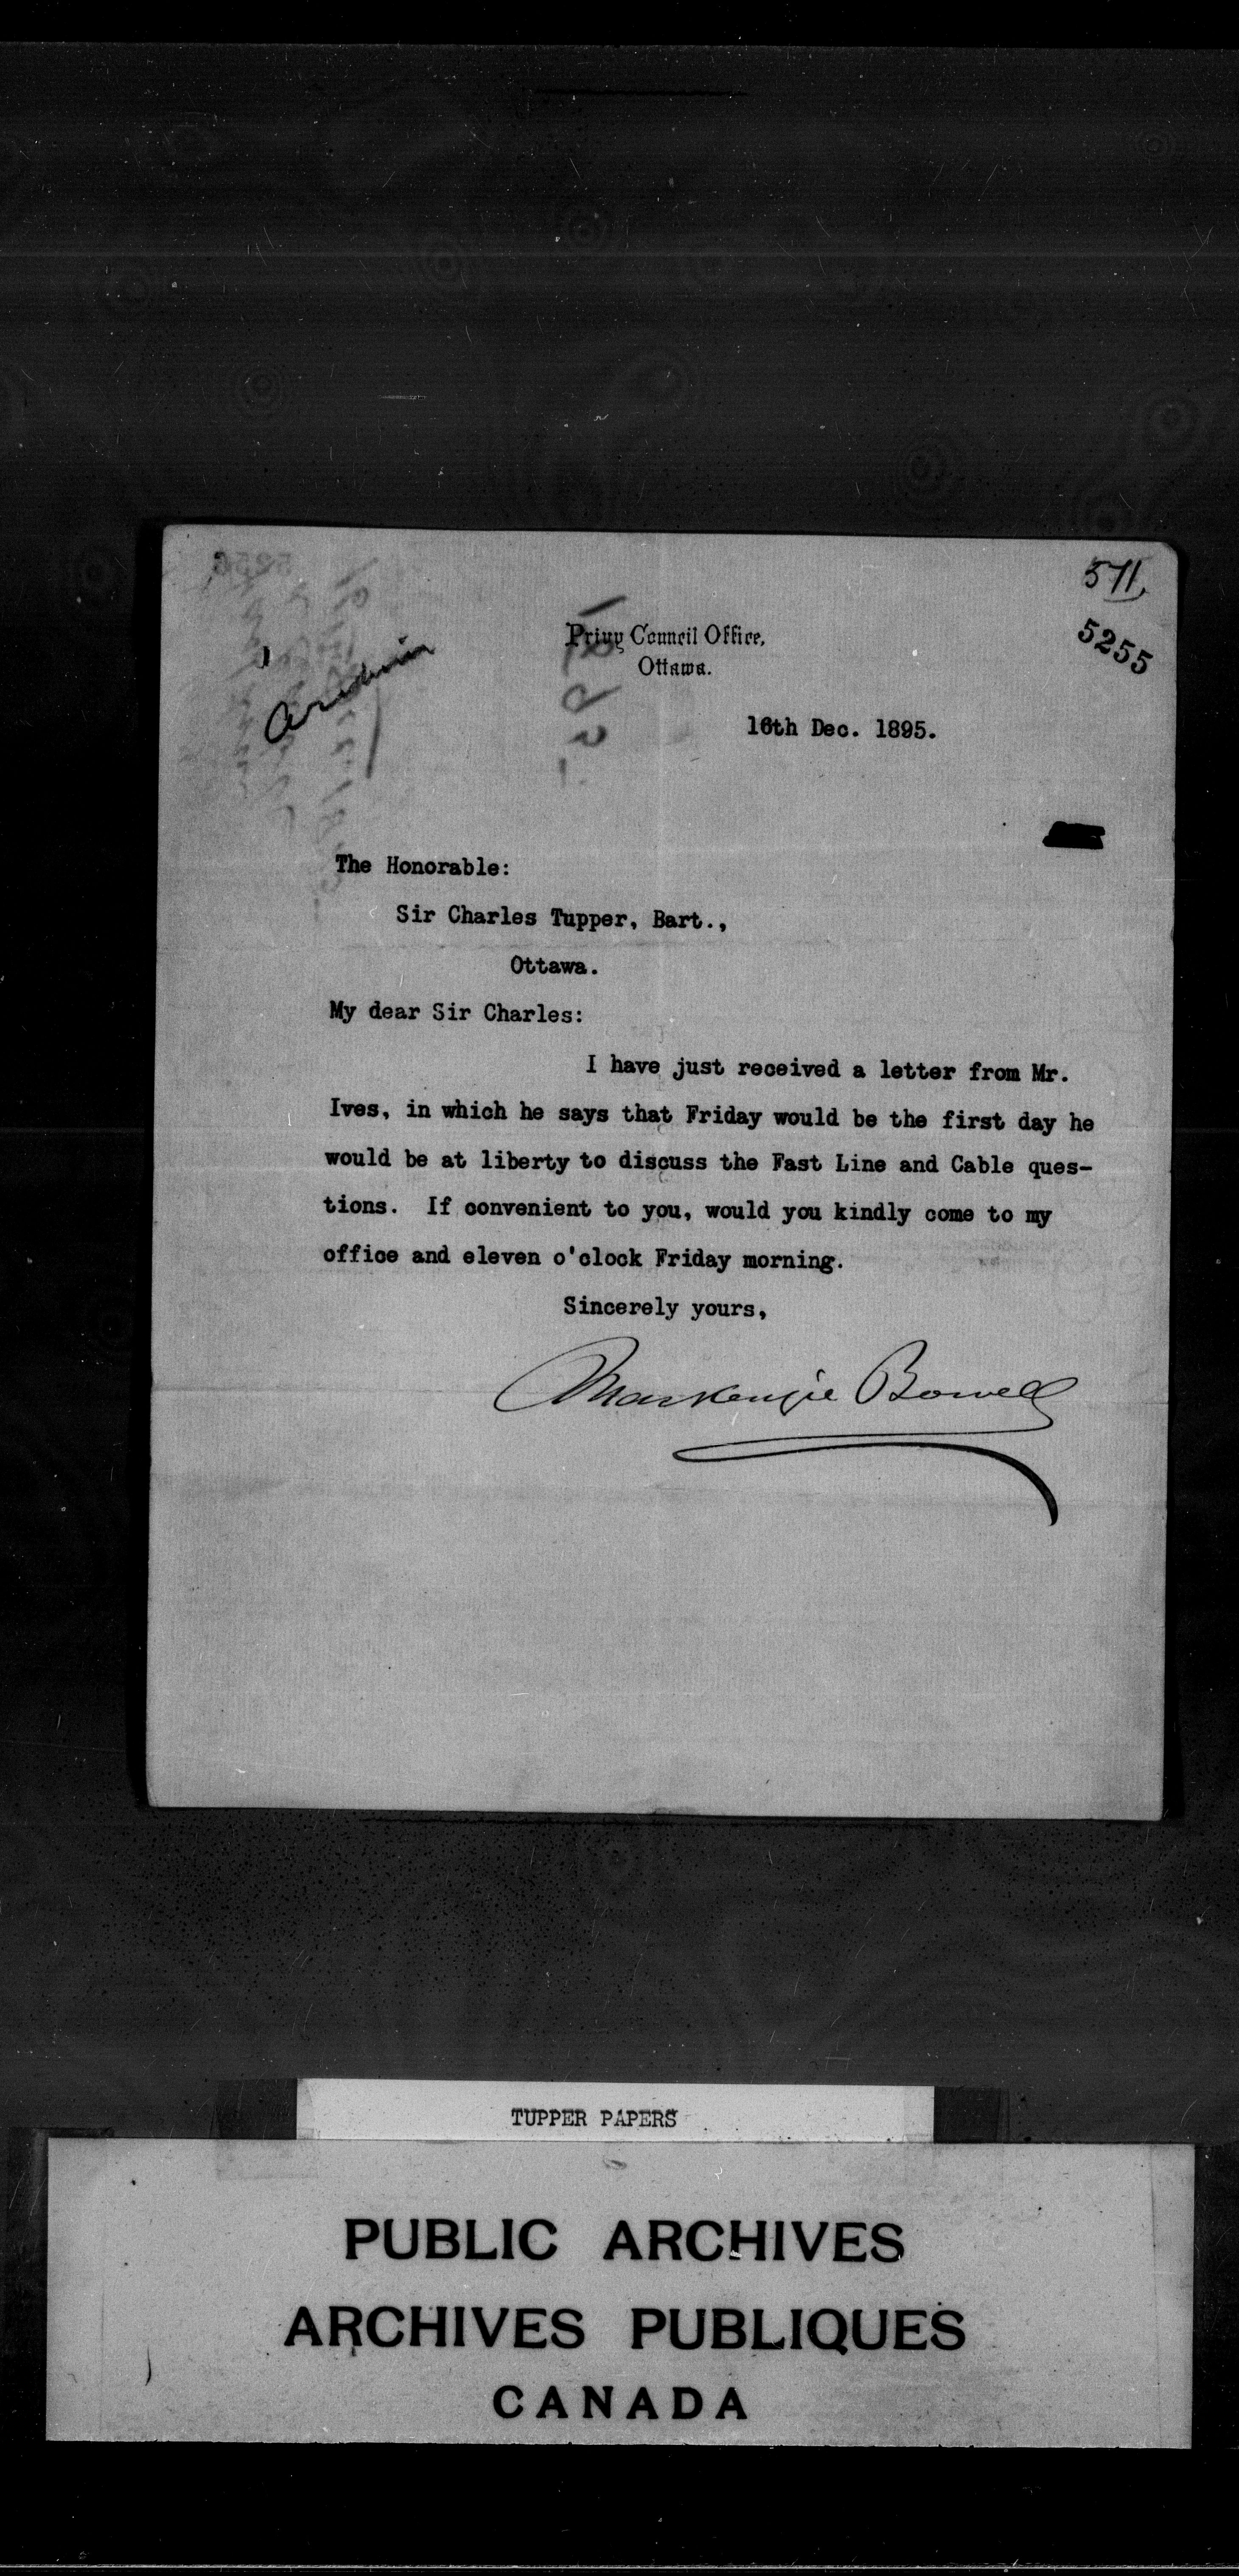 571
5255
Privy Council Office,
Ottawa.
16th Dec. 1895.
The Honorable:
Sir Charles Tupper, Bart.,
Ottawa.
My dear Sir Charles:
I have just received a letter from Mr.
Ives, in which he says that Friday would be the first day he
would be at liberty to discuss the Fast Line and Cable ques-
tions. If convenient to you, would you kindly come to my
office and eleven o'clock Friday morning.
Sincerely yours,
Mackenzie Bowell
TUPPER PAPERS
PUBLIC ARCHIVES
ARCHIVES PUBLIQUES
CANADA